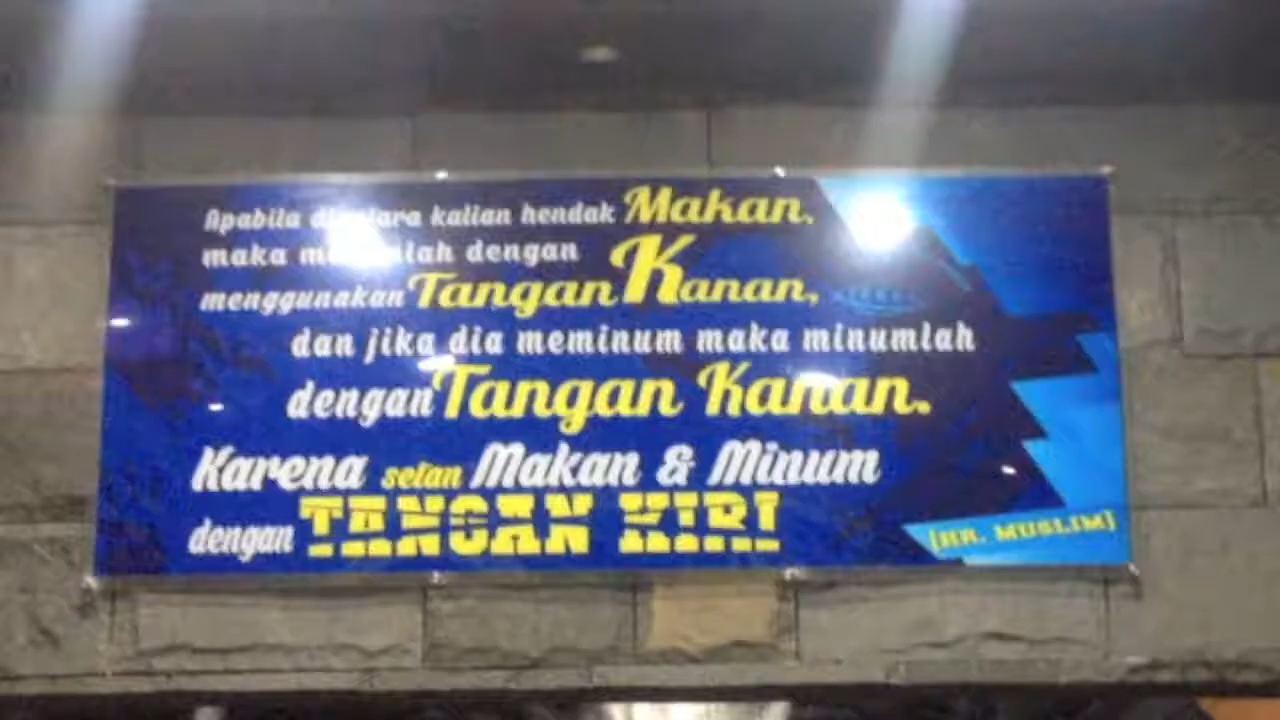 Apabila kalian hendak Makan.
maka dengan
menggunakan Tangan Kanan,
dan jika dia meminum maka minumlah
dengan Tangan Kanan.
Karena setan Makan & Minum
dengan TANGAN KIRI
[HR. MUSLIM]